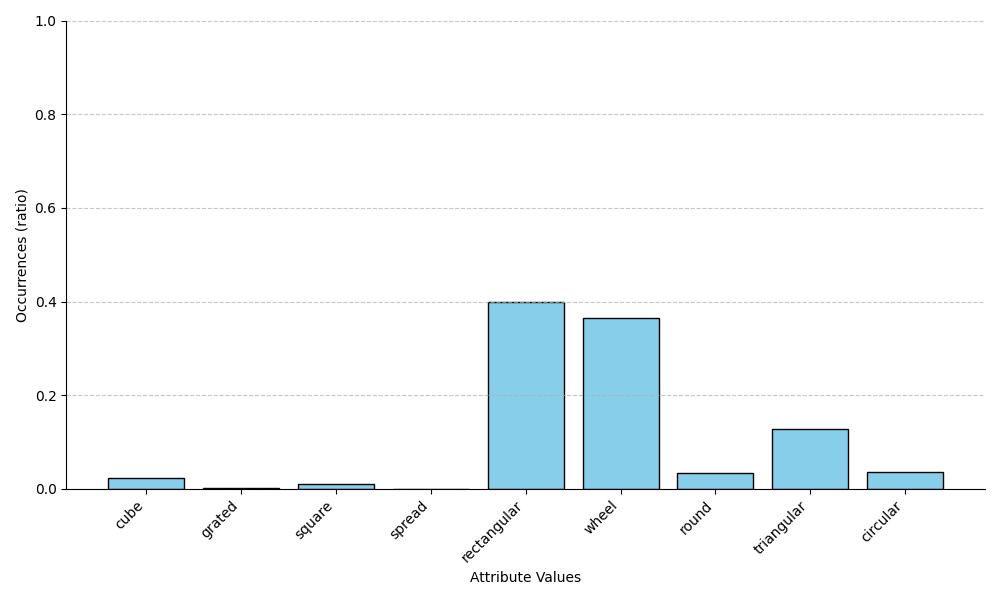 1.0
0.8
0.6
0.4
0.2
0.0
Occurrences (ratio)
cube
grated
square
spread
rectangular
wheel
round
triangular
circular
Attribute Values